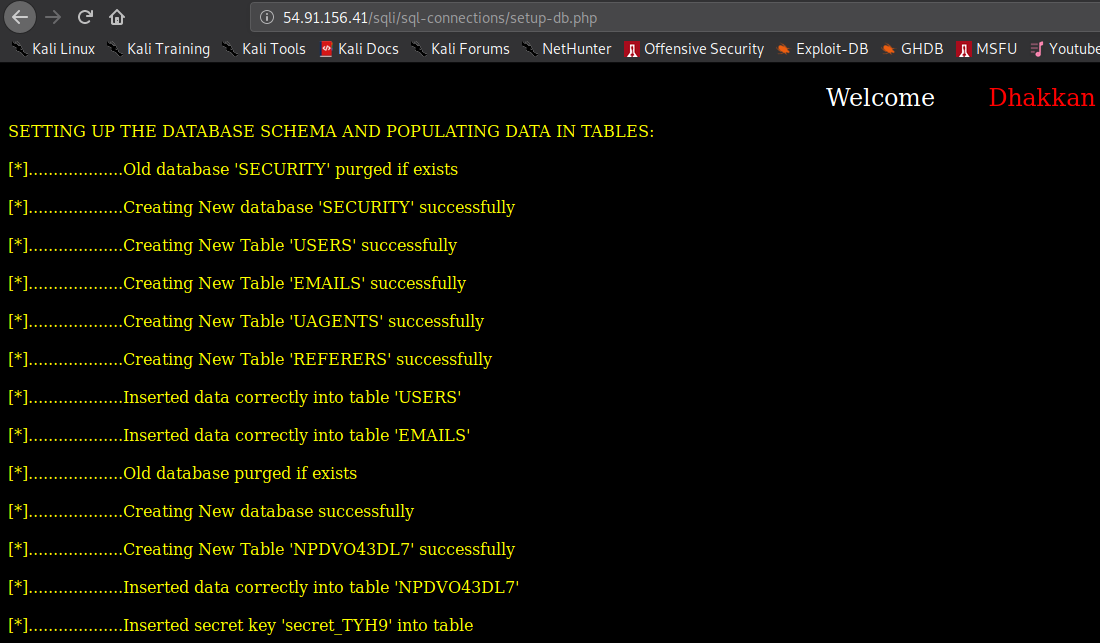 54.91.156.41/sqli/sql-connections/setup-db.php
Kali Linux Kali Training Kali Tools Kali Docs Kali Forums NetHunter Offensive Security Exploit-DB GHDB MSFU Youtube
Welcome Dhakkan
SETTING UP THE DATABASE SCHEMA AND POPULATING DATA IN TABLES:
[*]...................Old database 'SECURITY' purged if exists
[*]...................Creating New database 'SECURITY' successfully
[*]...................Creating New Table 'USERS' successfully
[*]...................Creating New Table 'EMAILS' successfully
[*]...................Creating New Table 'UAGENTS' successfully
[*]...................Creating New Table 'REFERERS' successfully
[*]...................Inserted data correctly into table 'USERS'
[*]...................Inserted data correctly into table 'EMAILS'
[*]...................Old database purged if exists
[*]...................Creating New database successfully
[*]...................Creating New Table 'NPDVO43DL7' successfully
[*]...................Inserted data correctly into table 'NPDVO43DL7'
[*]...................Inserted secret key 'secret_TYH9' into table